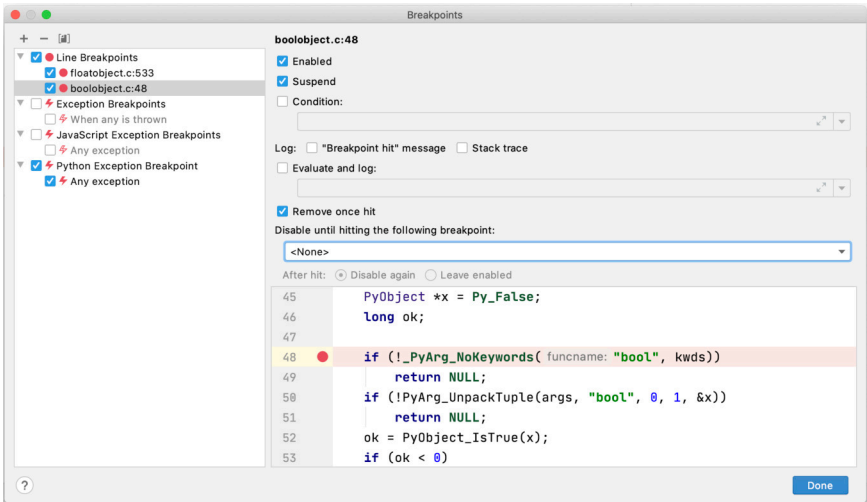 Breakpoints
Line Breakpoints
floatobject.c:533
boolobject.c:48
Exception Breakpoints
When any is thrown
JavaScript Exception Breakpoints
Any exception
Python Exception Breakpoint
Any exception
boolobject.c:48
Enabled
Suspend
Condition:
Log: "Breakpoint hit" message Stack trace
Evaluate and log:
Remove once hit
Disable until hitting the following breakpoint:
<None>
After hit: Disable again Leave enabled
45 PyObject *x = Py_False;
46 long ok;
47
48 if (!_PyArg_NoKeywords( funcname: "bool", kwds))
49 return NULL;
50 if (!PyArg_UnpackTuple(args, "bool", 0, 1, &x))
51 return NULL;
52 ok = PyObject_IsTrue(x);
53 if (ok < 0)
? Done